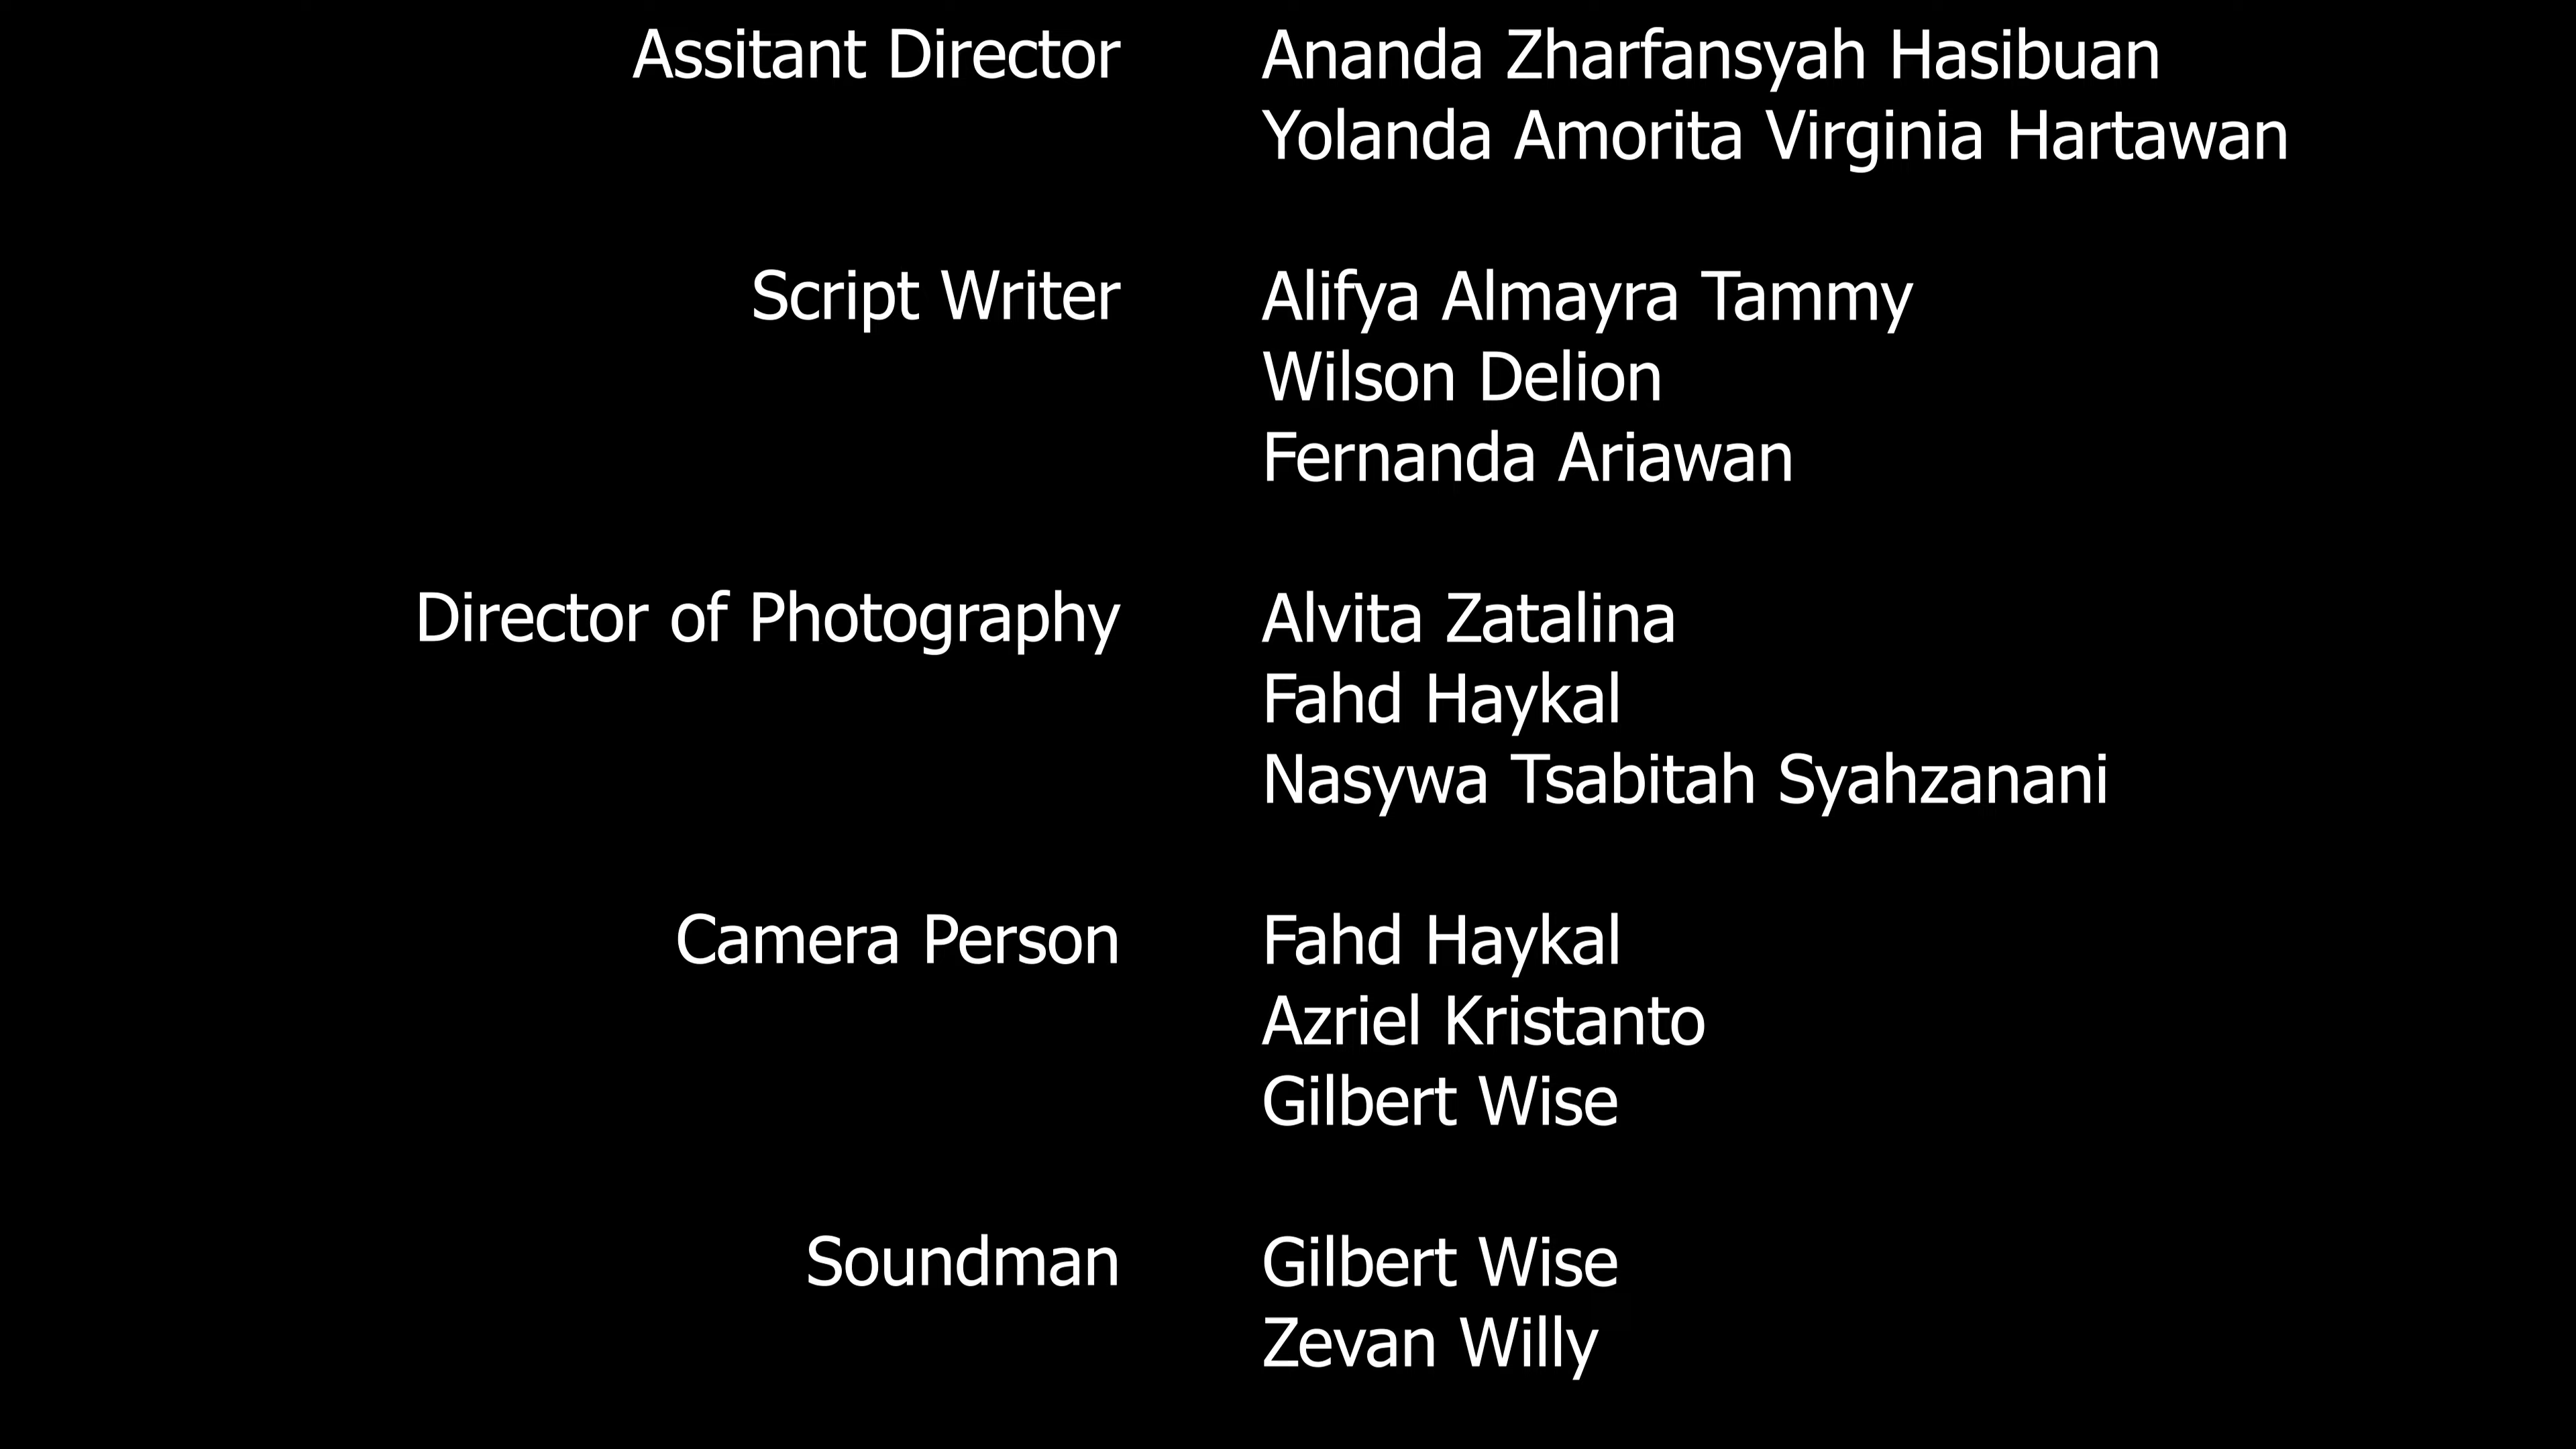 Assitant Director Ananda Zharfansyah Hasibuan
Yolanda Amorita Virginia Hartawan
Script Writer Alifya Almayra Tammy
Wilson Delion
Fernanda Ariawan
Director of Photography Alvita Zatalina
Fahd Haykal
Nasywa Tsabitah Syahzanani
Camera Person Fahd Haykal
Azriel Kristanto
Gilbert Wise
Soundman Gilbert Wise
Zevan Willy